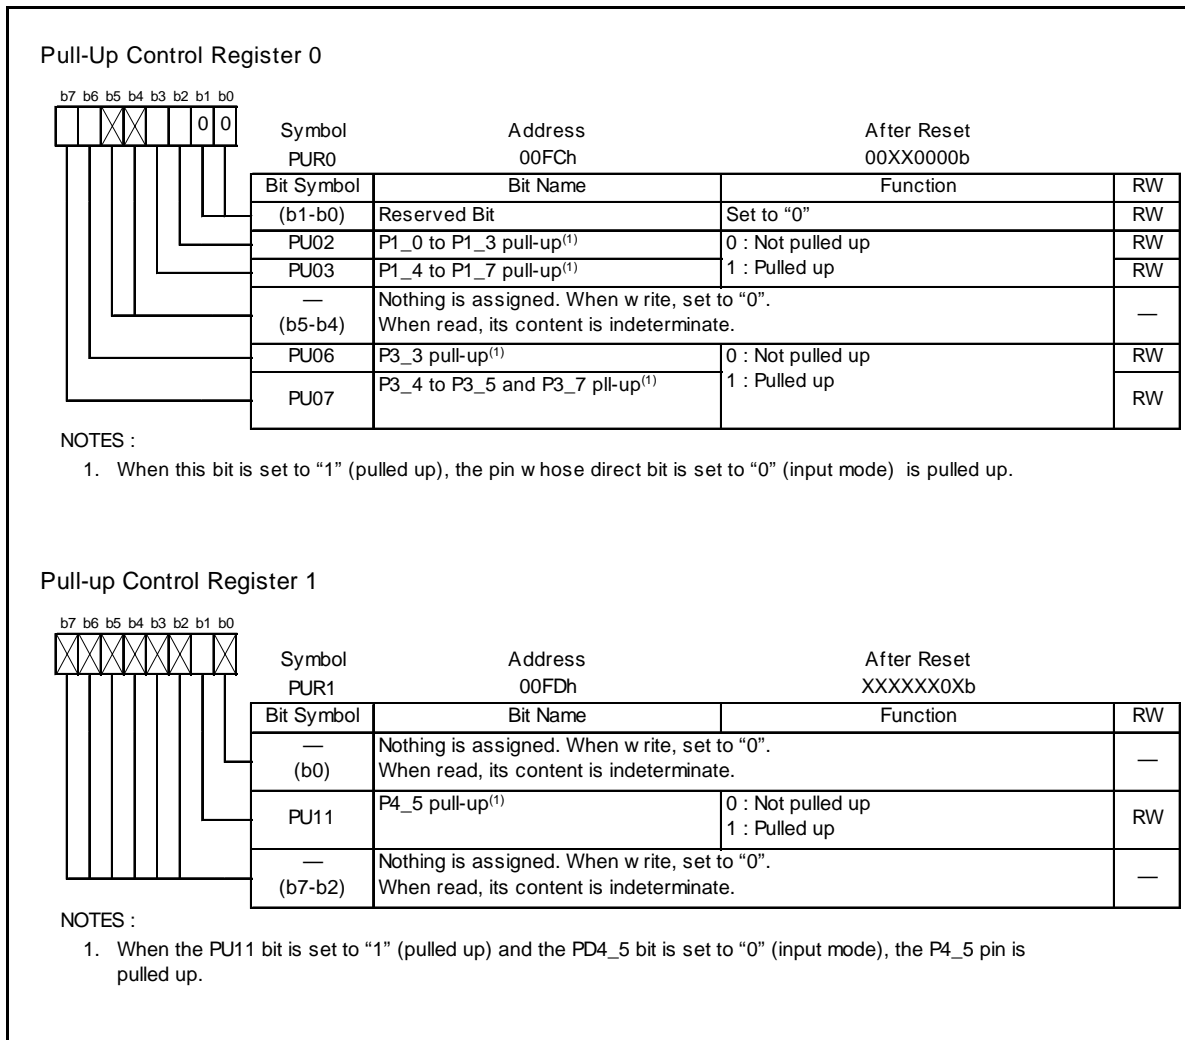 Pull-Up Control Register 0
b7 b6 b5 b4 b3 b2 b1 b0
0 0
Symbol Address After Reset
PUR0 00FCh 00XX0000b
Bit Symbol Bit Name Function RW
(b1-b0) Reserved Bit Set to “0” RW
PU02 P1_0 to P1_3 pull-up(1) 0 : Not pulled up RW
PU03 P1_4 to P1_7 pull-up(1) 1 : Pulled up RW
— Nothing is assigned. When w rite, set to “0”.
(b5-b4) When read, its content is indeterminate. —
PU06 P3_3 pull-up(1) 0 : Not pulled up RW
PU07 P3_4 to P3_5 and P3_7 pll-up(1) 1 : Pulled up RW
NOTES :
1. When this bit is set to “1” (pulled up), the pin w hose direct bit is set to “0” (input mode) is pulled up.
Pull-up Control Register 1
b7 b6 b5 b4 b3 b2 b1 b0
Symbol Address After Reset
PUR1 00FDh XXXXXX0Xb
Bit Symbol Bit Name Function RW
— Nothing is assigned. When w rite, set to “0”.
(b0) When read, its content is indeterminate. —
PU11 P4_5 pull-up(1) 0 : Not pulled up RW
1 : Pulled up
— Nothing is assigned. When w rite, set to “0”.
(b7-b2) When read, its content is indeterminate. —
NOTES :
1. When the PU11 bit is set to “1” (pulled up) and the PD4_5 bit is set to “0” (input mode), the P4_5 pin is
pulled up.